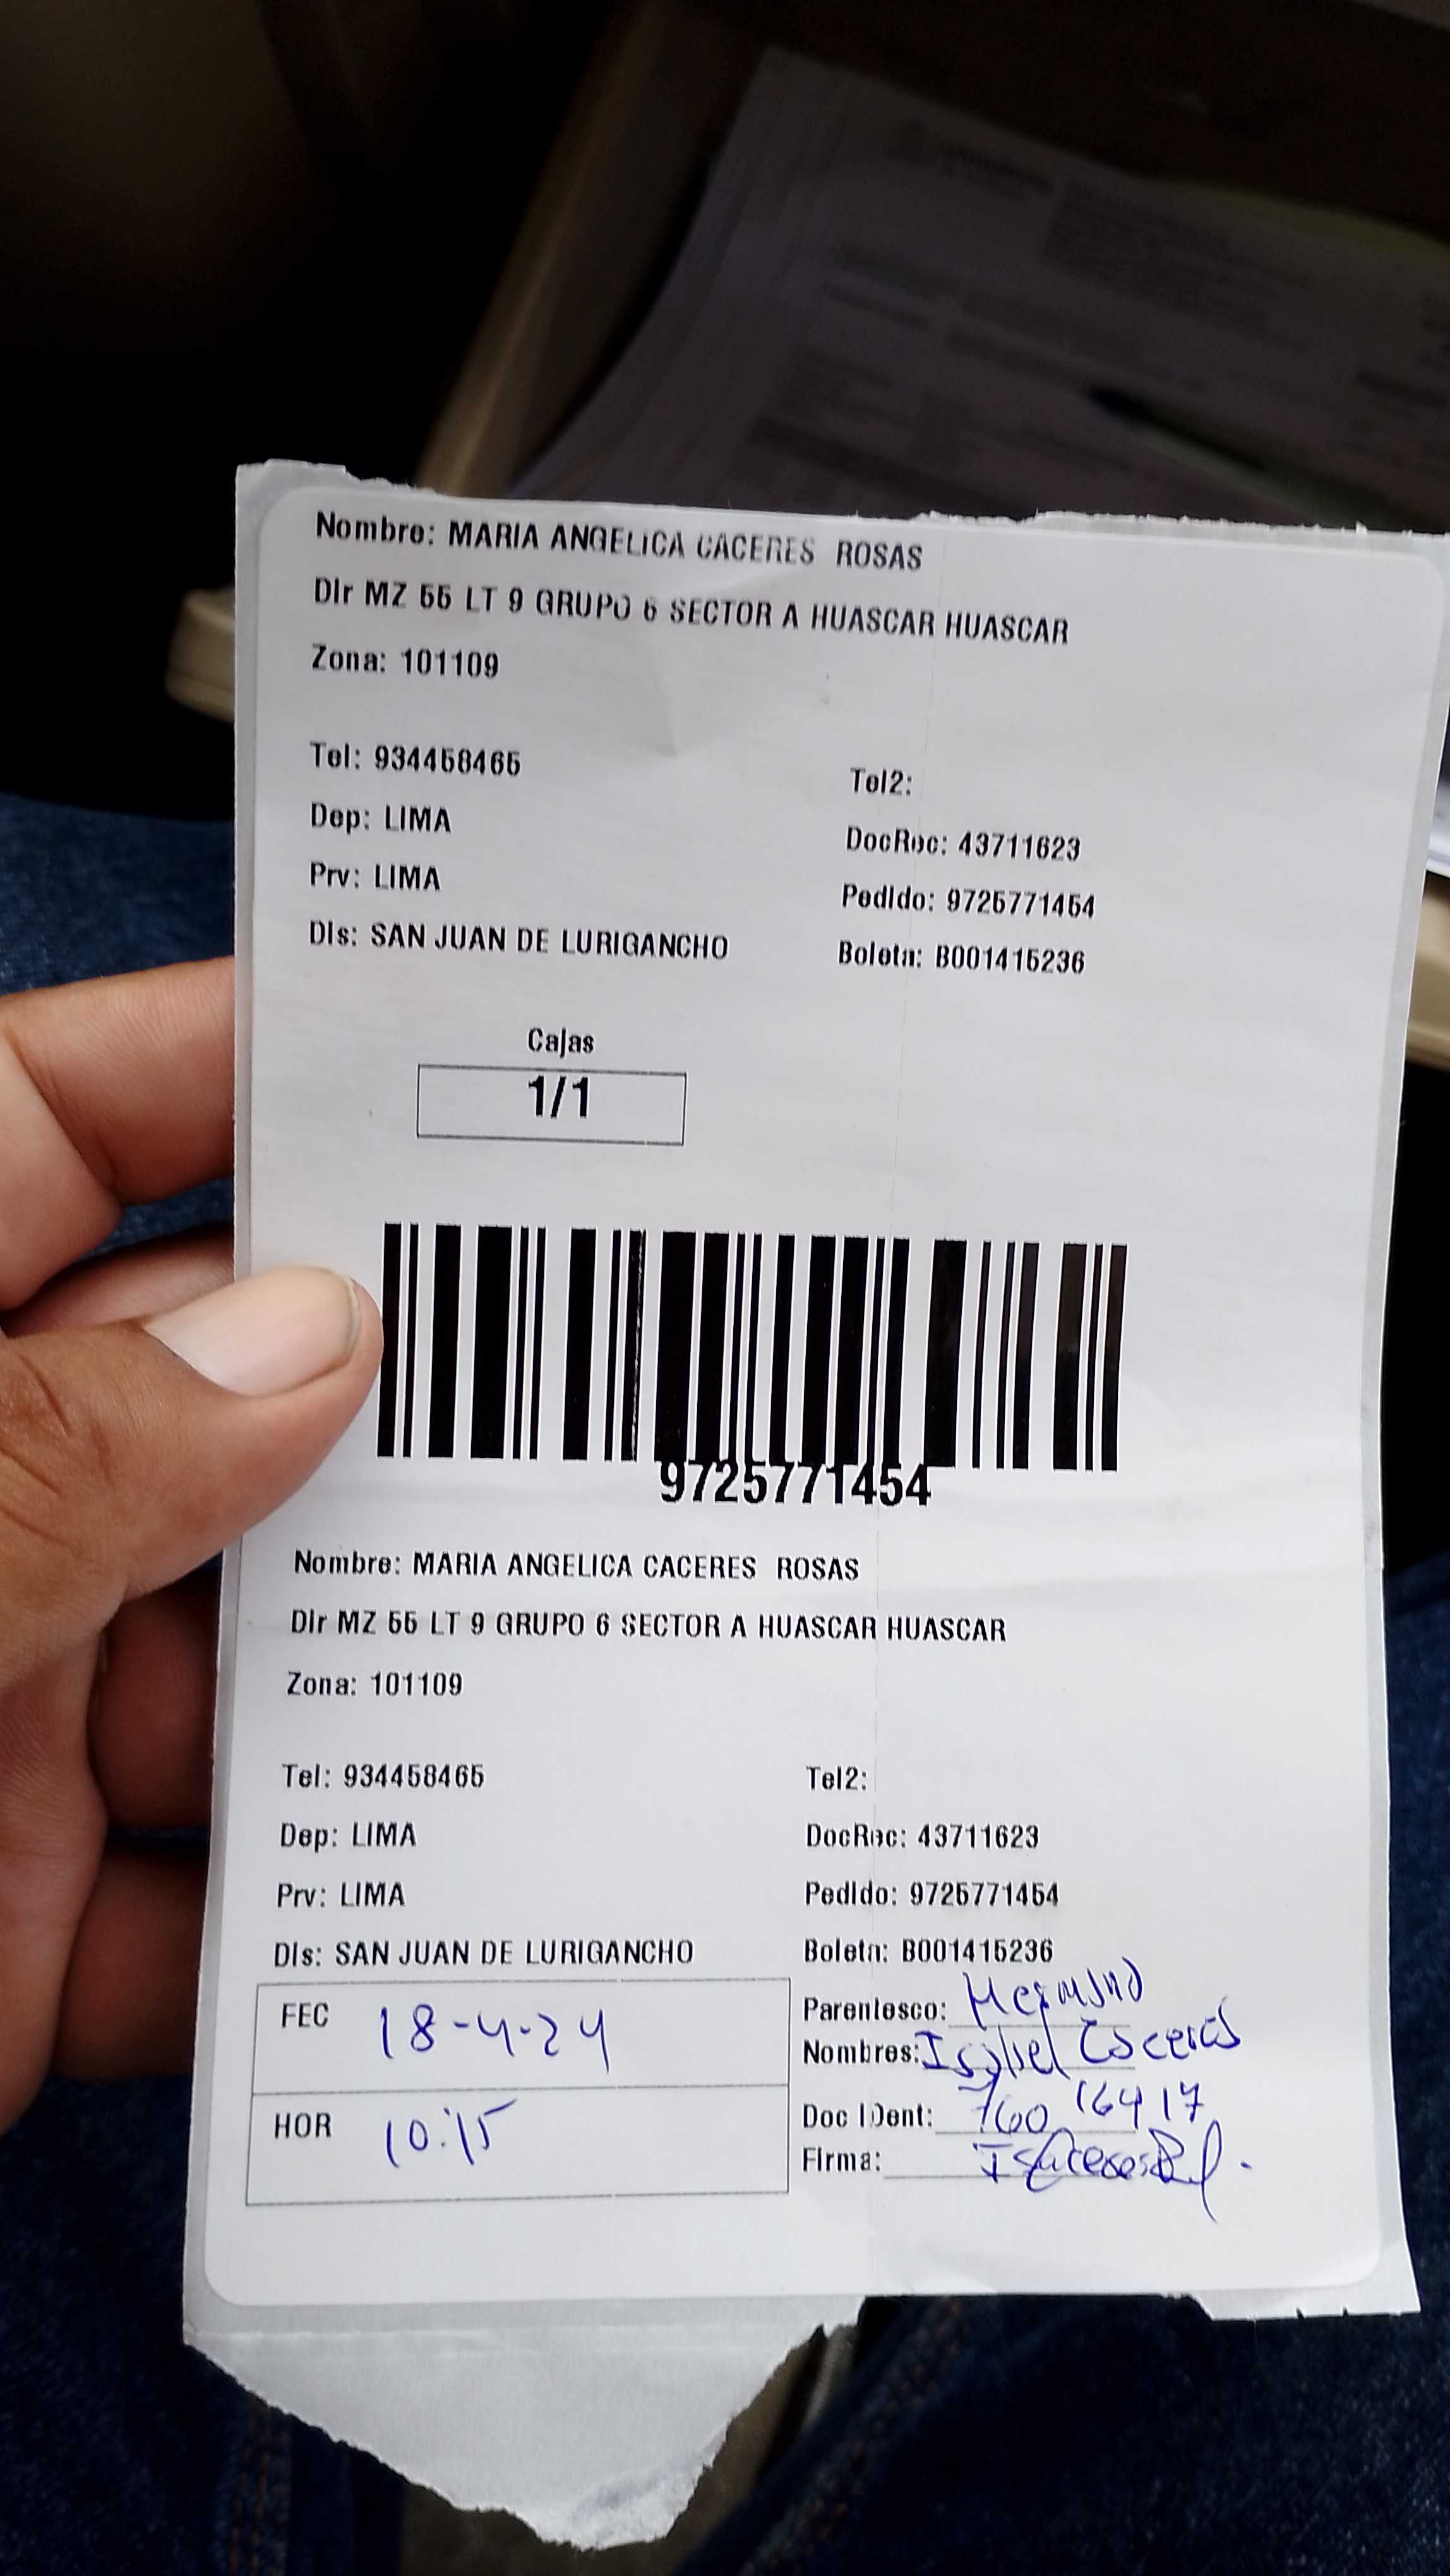 Nombre: MARIA ANGELICA CACERES ROSAS
Dir MZ 55 LT 9 GRUPO 6 SECTOR A HUASCAR HUASCAR
Zona: 101109
Tel: 934458465
Tel2:
Dep: LIMA
DocRec: 43711623
Prv: LIMA
Pedido: 9725771454
Dis: SAN JUAN DE LURIGANCHO
Boleta: B001415236
Cajas
1/1
9725771454
Nombre: MARIA ANGELICA CACERES ROSAS
Dir MZ 55 LT 9 GRUPO 6 SECTOR A HUASCAR HUASCAR
Zona: 101109
Tel: 934458465
Tel2:
Dep: LIMA
DocRec: 43711623
Prv: LIMA
Pedido: 9725771454
Dis: SAN JUAN DE LURIGANCHO
Boleta: B001415236
FEC 18-4-24
Parentesco: Hermana
Nombres: Isabel Caceres
HOR 10:15
Doc IDent: 76016417
Firma: